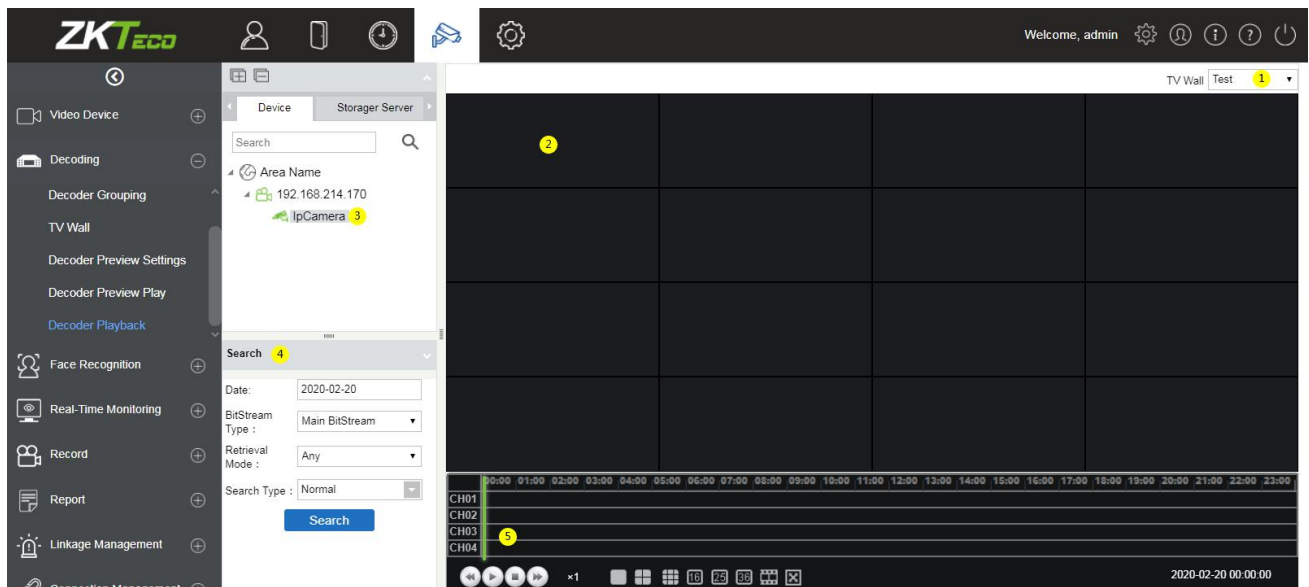 ZKTECO
Welcome, admin
TV Wall Test 1
Video Device
Decoding
Decoder Grouping
TV Wall
Decoder Preview Settings
Decoder Preview Play
Decoder Playback
Face Recognition
Real-Time Monitoring
Record
Report
Linkage Management
Device Storager Server
Search
Area Name
192.168.214.170
IpCamera 3
Search 4
Date: 2020-02-20
BitStream
Type : Main BitStream
Retrieval
Mode : Any
Search Type : Normal
Search
2
00:00 01:00 02:00 03:00 04:00 05:00 06:00 07:00 08:00 09:00 10:00 11:00 12:00 13:00 14:00 15:00 16:00 17:00 18:00 19:00 20:00 21:00 22:00 23:00
CH01
CH02
CH03
CH04
5
×1 16 25 36 2020-02-20 00:00:00